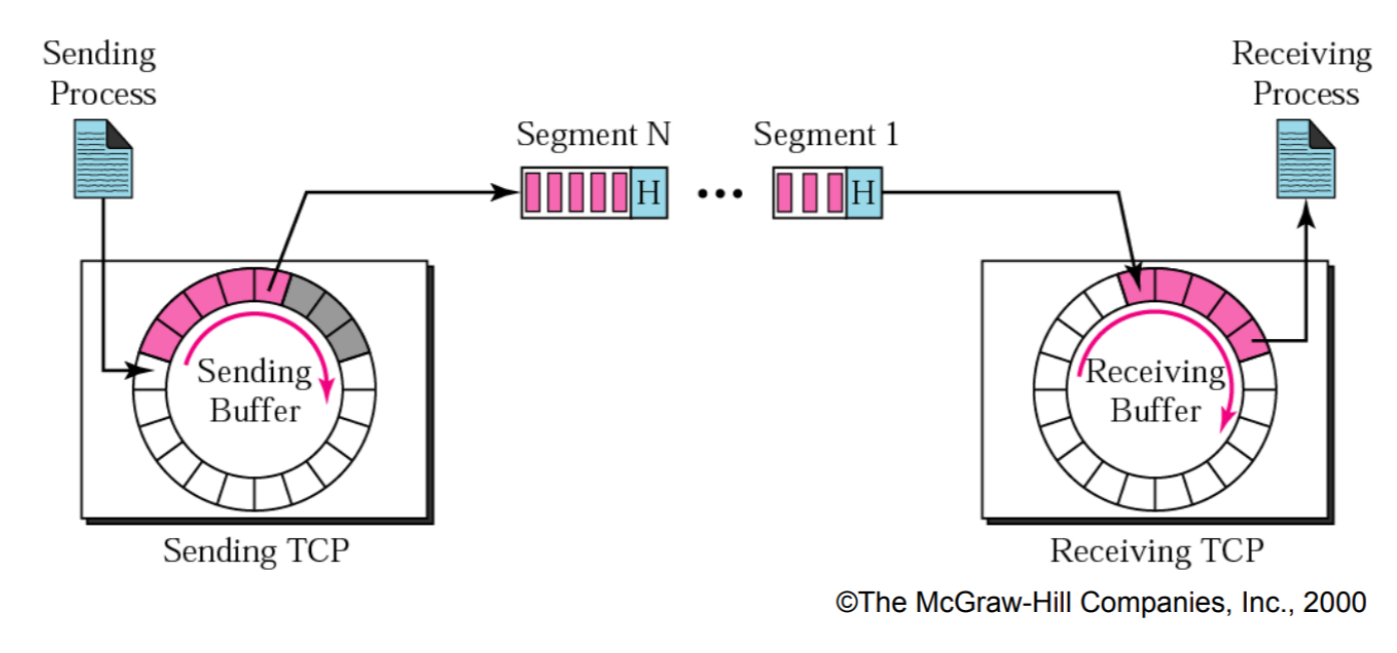 Sending
Process
Receiving
Process
Segment N
Segment 1
H
H
Sending
Buffer
Receiving
Buffer
Sending TCP
Receiving TCP
©The McGraw-Hill Companies, Inc., 2000